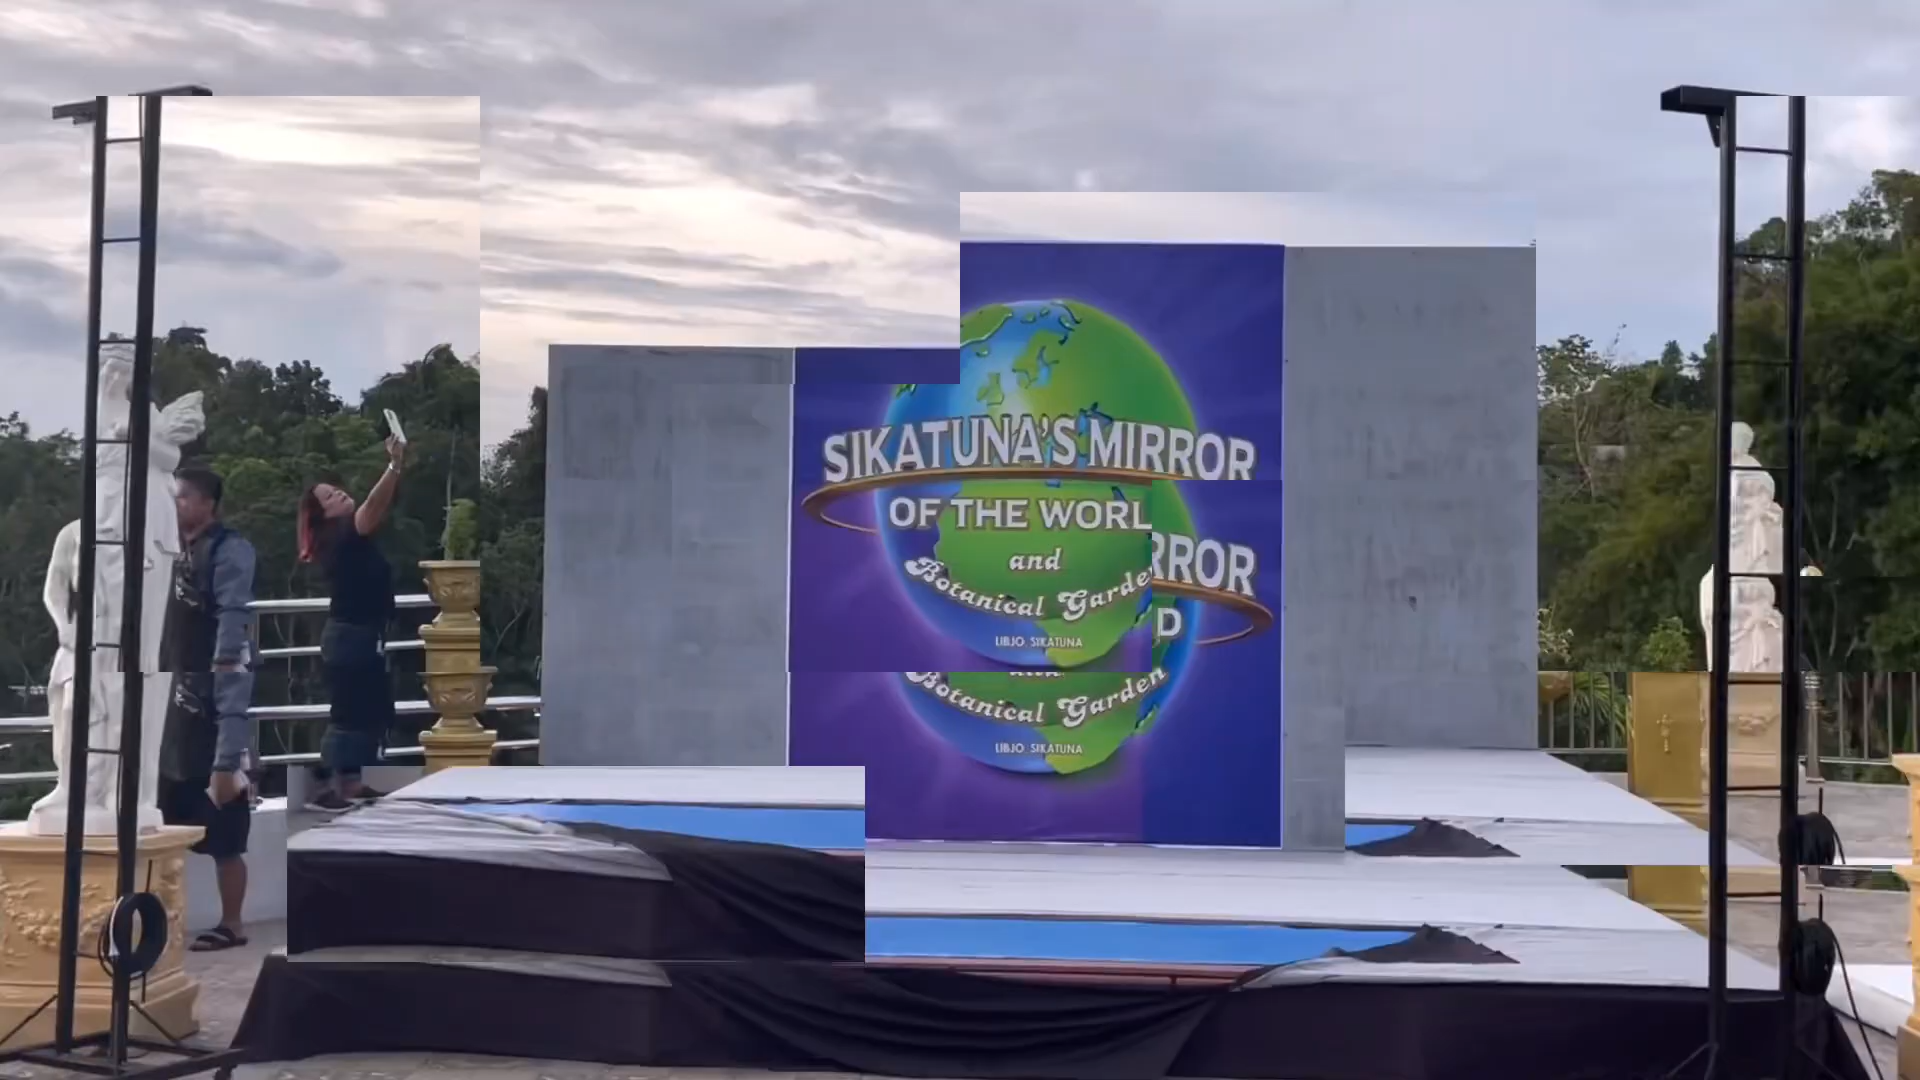 SIKATUNA'S MIRROR
OF THE WORL
and
Botanical Garde
LIBJO, SIKATUNA
RROR
D
Botanical Garden
LIBJO, SIKATUNA